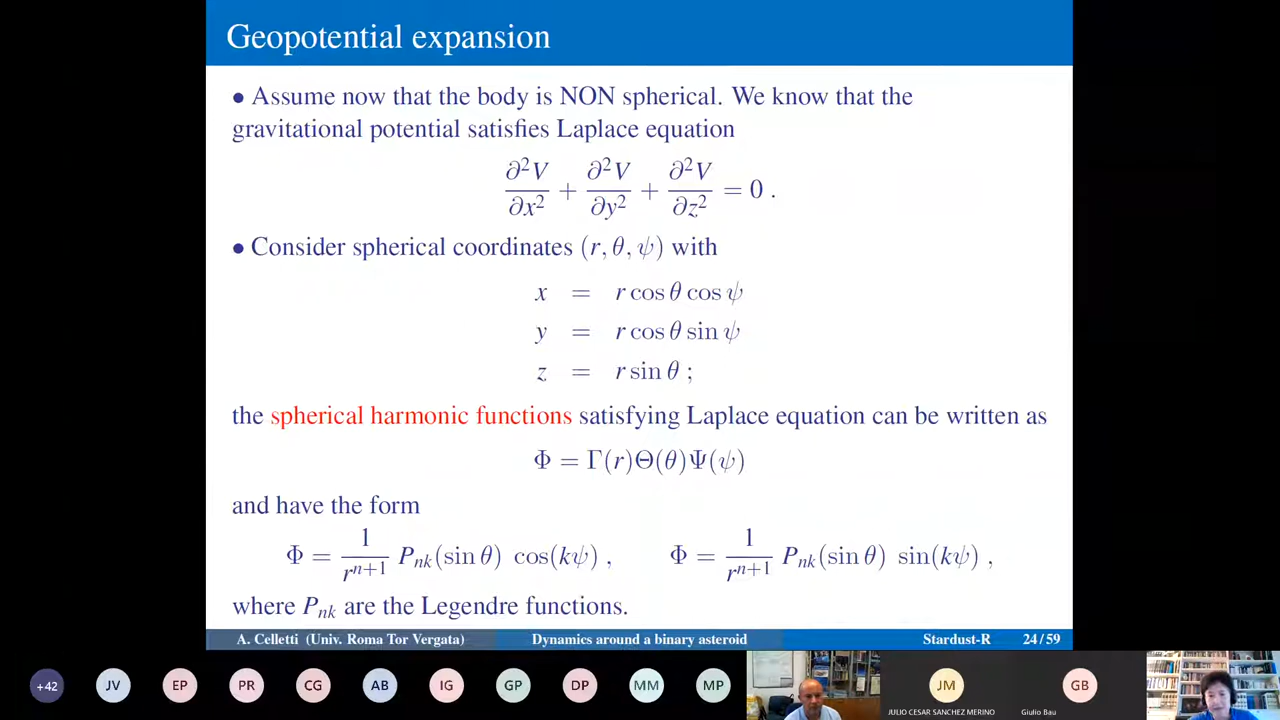 Geopotential expansion
• Assume now that the body is NON spherical. We know that the
gravitational potential satisfies Laplace equation
∂²V/∂x² + ∂²V/∂y² + ∂²V/∂z² = 0 .
• Consider spherical coordinates (r, θ, ψ) with
x = r cos θ cos ψ
y = r cos θ sin ψ
z = r sin θ ;
the spherical harmonic functions satisfying Laplace equation can be written as
Φ = Γ(r)Θ(θ)Ψ(ψ)
and have the form
Φ = 1/rⁿ⁺¹ Pₙₖ(sin θ) cos(kψ) , Φ = 1/rⁿ⁺¹ Pₙₖ(sin θ) sin(kψ) ,
where Pₙₖ are the Legendre functions.
A. Celletti (Univ. Roma Tor Vergata) Dynamics around a binary asteroid Stardust-R 24 / 59
+42 JV EP PR CG AB IG GP DP MM MP JM GB
JULIO CESAR SANCHEZ MERINO Giulio Bau